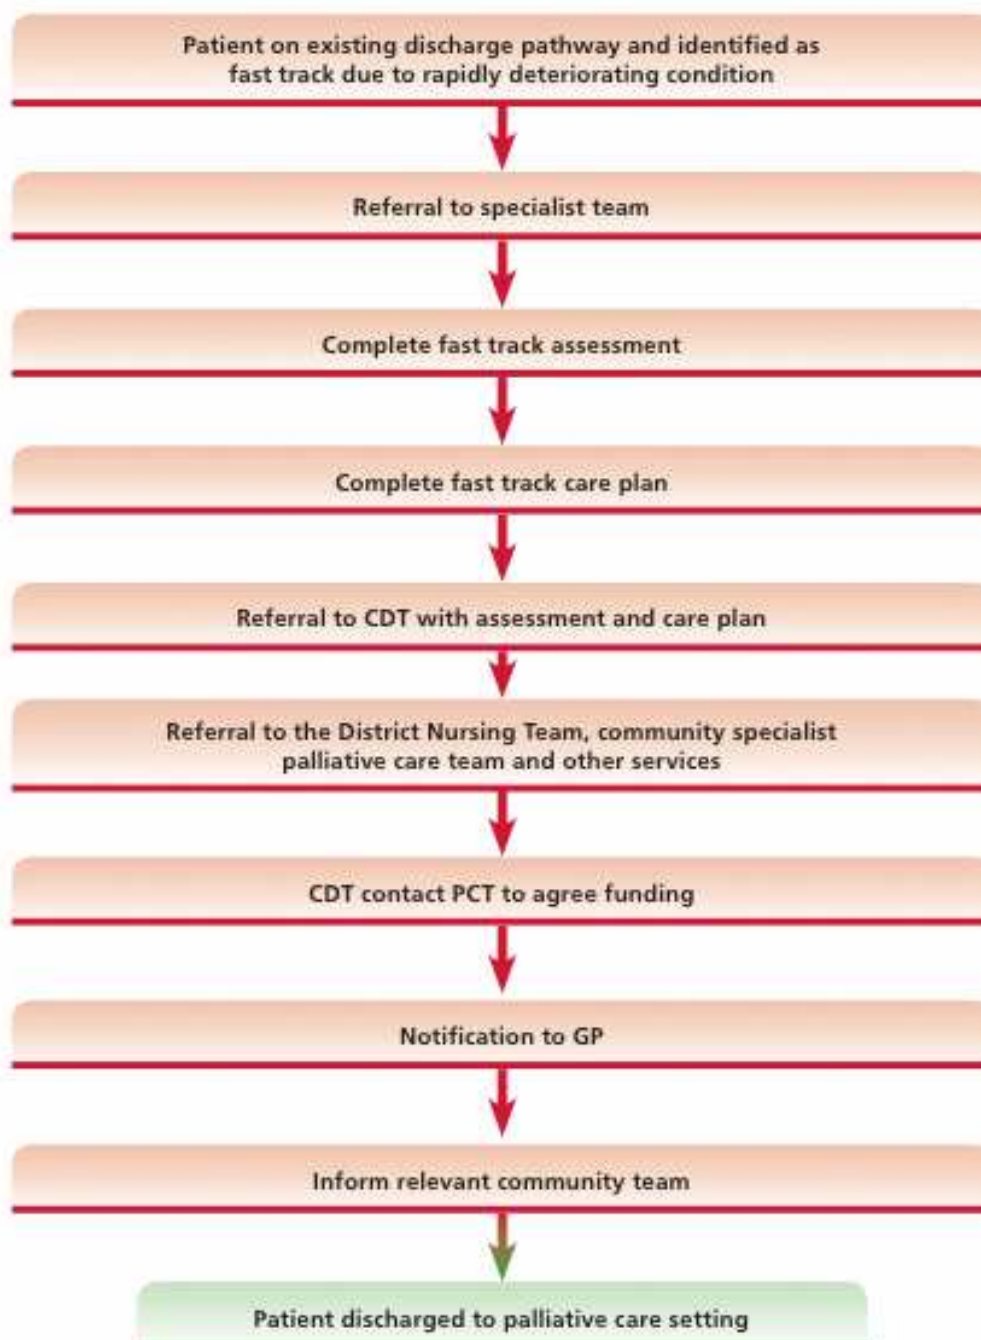 Patient on existing discharge pathway and identified as
fast track due to rapidly deteriorating condition
Referral to specialist team
Complete fast track assessment
Complete fast track care plan
Referral to CDT with assessment and care plan
Referral to the District Nursing Team, community specialist
palliative care team and other services
CDT contact PCT to agree funding
Notification to GP
Inform relevant community team
Patient discharged to palliative care setting